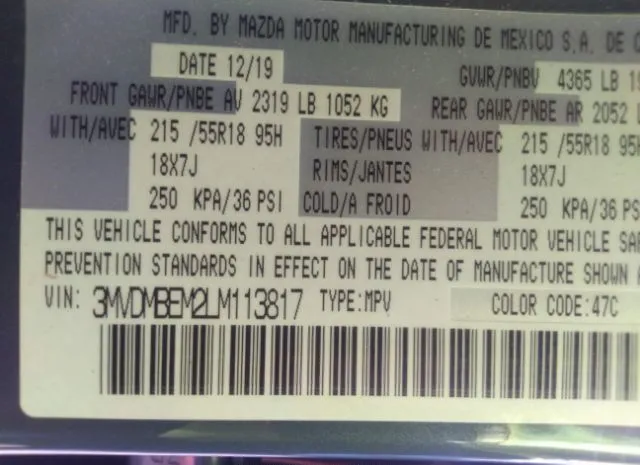 MFD. BY MAZDA MOTOR MANUFACTURING DE MEXICO S.A. DE C
DATE 12/19
GVWR/PNBV 4365 LB
FRONT GAWR/PNBE AV 2319 LB 1052 KG
REAR GAWR/PNBE AR 2052
WITH/AVEC 215 /55R18 95H TIRES/PNEUS WITH/AVEC 215 /55R18 95H
18X7J RIMS/JANTES 18X7J
250 KPA/36 PSI COLD/A FROID 250 KPA/36 PS
THIS VEHICLE CONFORMS TO ALL APPLICABLE FEDERAL MOTOR VEHICLE SA
PREVENTION STANDARDS IN EFFECT ON THE DATE OF MANUFACTURE SHOWN
VIN: 3MVDMBEM2LM113817 TYPE:MPV COLOR CODE:47C